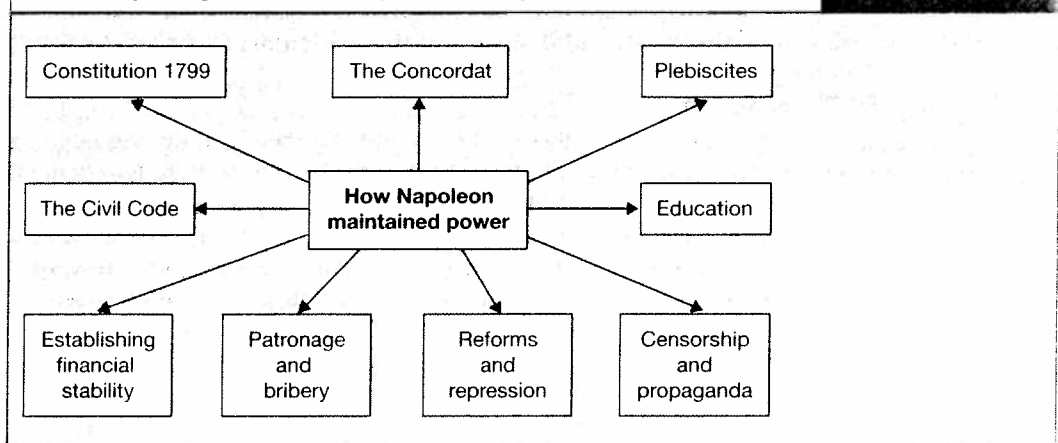 Constitution 1799
The Concordat
Plebiscites
The Civil Code
How Napoleon
maintained power
Education
Establishing
financial
stability
Patronage
and
bribery
Reforms
and
repression
Censorship
and
propaganda